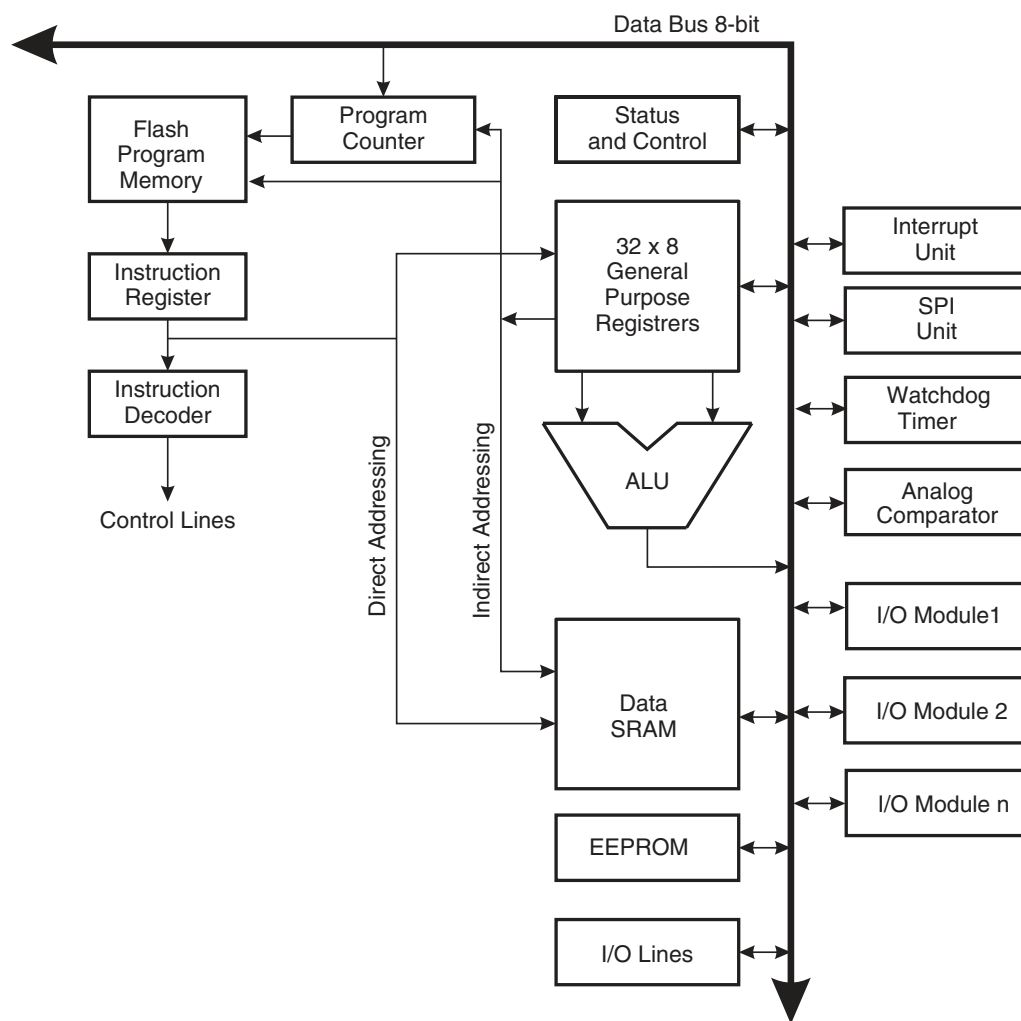 Data Bus 8-bit
Flash
Program
Memory
Program
Counter
Status
and Control
32 x 8
General
Purpose
Registrers
Interrupt
Unit
Instruction
Register
SPI
Unit
Instruction
Decoder
Watchdog
Timer
Direct Addressing
Indirect Addressing
ALU
Analog
Comparator
Control Lines
I/O Module1
Data
SRAM
I/O Module 2
I/O Module n
EEPROM
I/O Lines